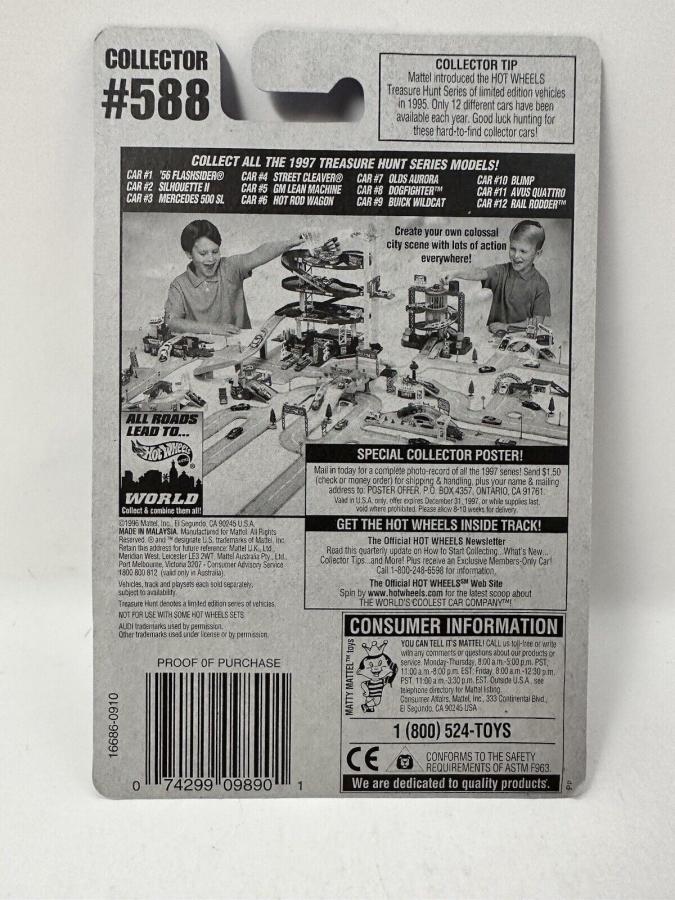 COLLECTOR
#588
COLLECTOR TIP
Mattel introduced the HOT WHEELS
Treasure Hunt Series of limited edition vehicles
in 1995. Only 12 different cars have been
available each year. Good luck hunting for
these hard-to-find collector cars!
COLLECT ALL THE 1997 TREASURE HUNT SERIES MODELS!
CAR #1 '56 FLASHSIDER®
CAR #2 SILHOUETTE II
CAR #3 MERCEDES 500 SL
CAR #4 STREET CLEAVER®
CAR #5 GM LEAN MACHINE
CAR #6 HOT ROD WAGON
CAR #7 OLDS AURORA
CAR #8 DOGFIGHTER™
CAR #9 BUICK WILDCAT
CAR #10 BLIMP
CAR #11 AVUS QUATTRO
CAR #12 RAIL RODDER™
Create your own colossal
city scene with lots of action
everywhere!
ALL ROADS
LEAD TO...
Hot Wheels
WORLD
Collect & combine them all!
SPECIAL COLLECTOR POSTER!
Mail in today for a complete photo-record of all the 1997 series! Send $1.50
(check or money order) for shipping & handling, plus your name & mailing
address to: POSTER OFFER, P.O. BOX 4357, ONTARIO, CA 91761.
Valid in U.S.A. only, offer expires December 31, 1997, or while supplies last,
void where prohibited. Please allow 8-10 weeks for delivery.
GET THE HOT WHEELS INSIDE TRACK!
The Official HOT WHEELS Newsletter
Read this quarterly update on How to Start Collecting...What's New...
Collector Tips...and More! Plus receive an Exclusive Members-Only Car!
Call 1-800-248-6598 for information.
The Official HOT WHEELS℠ Web Site
Spin by www.hotwheels.com for the latest scoop about
THE WORLD'S COOLEST CAR COMPANY™!
©1996 Mattel, Inc., El Segundo, CA 90245 U.S.A.
MADE IN MALAYSIA. Manufactured for Mattel. All Rights
Reserved. ® and ™ designate U.S. trademarks of Mattel, Inc.
Retain this address for future reference: Mattel U.K. Ltd.,
Meridian West, Leicester LE3 2WT. Mattel Australia Pty., Ltd.,
Port Melbourne, Victoria 3207 - Consumer Advisory Service
1800 800 812 (valid only in Australia).
Vehicles, track and playsets each sold separately,
subject to availability.
Treasure Hunt denotes a limited edition series of vehicles.
NOT FOR USE WITH SOME HOT WHEELS SETS.
AUDI trademarks used by permission.
Other trademarks used under license or by permission.
CONSUMER INFORMATION
MATTY MATTEL™ toys
YOU CAN TELL IT'S MATTEL! CALL us toll-free or write
with any comments or questions about our products or
service. Monday-Thursday, 8:00 a.m.-5:00 p.m. PST,
11:00 a.m.-8:00 p.m. EST; Friday, 8:00 a.m.-12:30 p.m.
PST, 11:00 a.m.-3:30 p.m. EST. Outside U.S.A., see
telephone directory for Mattel listing.
Consumer Affairs, Mattel, Inc., 333 Continental Blvd.,
El Segundo, CA 90245 USA
1 (800) 524-TOYS
CE
CONFORMS TO THE SAFETY
REQUIREMENTS OF ASTM F963.
We are dedicated to quality products.
PROOF OF PURCHASE
16686-0910
0 74299 09890 1